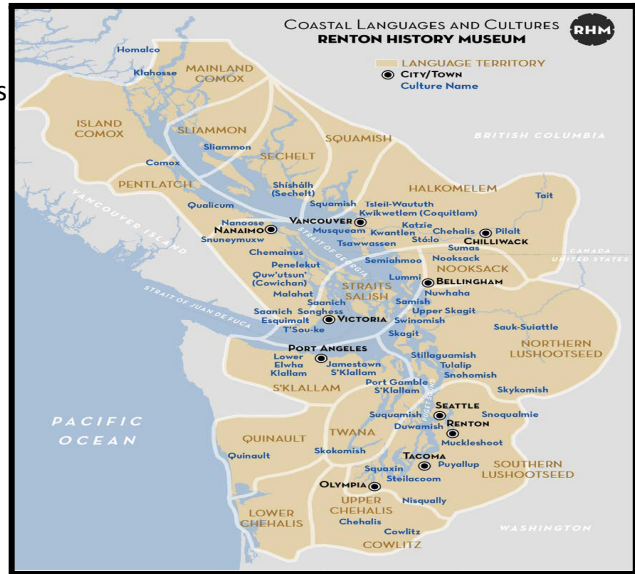 COASTAL LANGUAGES AND CULTURES
RENTON HISTORY MUSEUM
RHM
LANGUAGE TERRITORY
CITY/TOWN
Culture Name
s
Homalco
Klahosse
MAINLAND
COMOX
ISLAND
COMOX
SLIAMMON
Sliammon
SECHELT
SQUAMISH
BRITISH COLUMBIA
Comox
PENTLATCH
Shíshálh
(Sechelt)
HALKOMELEM
Tait
Qualicum
Squamish
Tsleil-Waututh
Kwikwetlem (Coquitlam)
VANCOUVER ISLAND
Nanoose
NANAIMO
Snuneymuxw
VANCOUVER
Musqueam
Katzie
Kwantlen
Chehalis
Pilalt
CHILLIWACK
Tsawwassen
Stó:lo
Sumas
STRAIT OF GEORGIA
Chemainus
Semiahmoo
Nooksack
NOOKSACK
CANADA
UNITED STATES
Penelekut
Quw'utsun'
(Cowichan)
Lummi
BELLINGHAM
STRAITS
SALISH
Nuwhaha
Malahat
Saanich
Samish
Upper Skagit
STRAIT OF JUAN DE FUCA
Saanich
Songhess
Esquimalt
VICTORIA
Swinomish
T'Sou-ke
Skagit
Sauk-Suiattle
NORTHERN
LUSHOOTSEED
PORT ANGELES
Lower
Elwha
Klallam
Jamestown
S'Klallam
Stillaguamish
Tulalip
Snohomish
S'KLALLAM
Port Gamble
S'Klallam
Skykomish
PACIFIC
OCEAN
SEATTLE
Suquamish
Snoqualmie
Duwamish
RENTON
QUINAULT
TWANA
Muckleshoot
Quinault
Skokomish
TACOMA
Squaxin
Puyallup
SOUTHERN
LUSHOOTSEED
Steilacoom
OLYMPIA
Nisqually
LOWER
CHEHALIS
UPPER
CHEHALIS
Chehalis
WASHINGTON
Cowlitz
COWLITZ